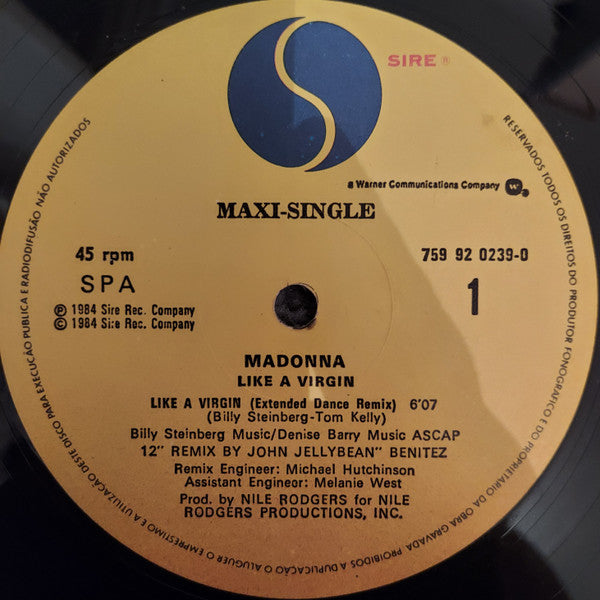 SIRE ®
a Warner Communications Company W ®
MAXI-SINGLE
45 rpm
759 92 0239-0
SPA
1
℗ 1984 Sire Rec. Company
© 1984 Sire Rec. Company
MADONNA
LIKE A VIRGIN
LIKE A VIRGIN (Extended Dance Remix) 6'07
(Billy Steinberg-Tom Kelly)
Billy Steinberg Music/Denise Barry Music ASCAP
12" REMIX BY JOHN JELLYBEAN" BENITEZ
Remix Engineer: Michael Hutchinson
Assistant Engineer: Melanie West
Prod. by NILE RODGERS for NILE
RODGERS PRODUCTIONS, INC.
RESERVADOS TODOS OS DIREITOS DO PRODUTOR FONOGRÁFICO E DO PROPRIETÁRIO DA OBRA GRAVADA PROIBIDOS A DUPLICAÇÃO O ALUGUER O EMPRESTIMO E A UTILIZAÇÃO DESTE DISCO PARA EXECUÇÃO PUBLICA E RADIODIFUSÃO NÃO AUTORIZADOS